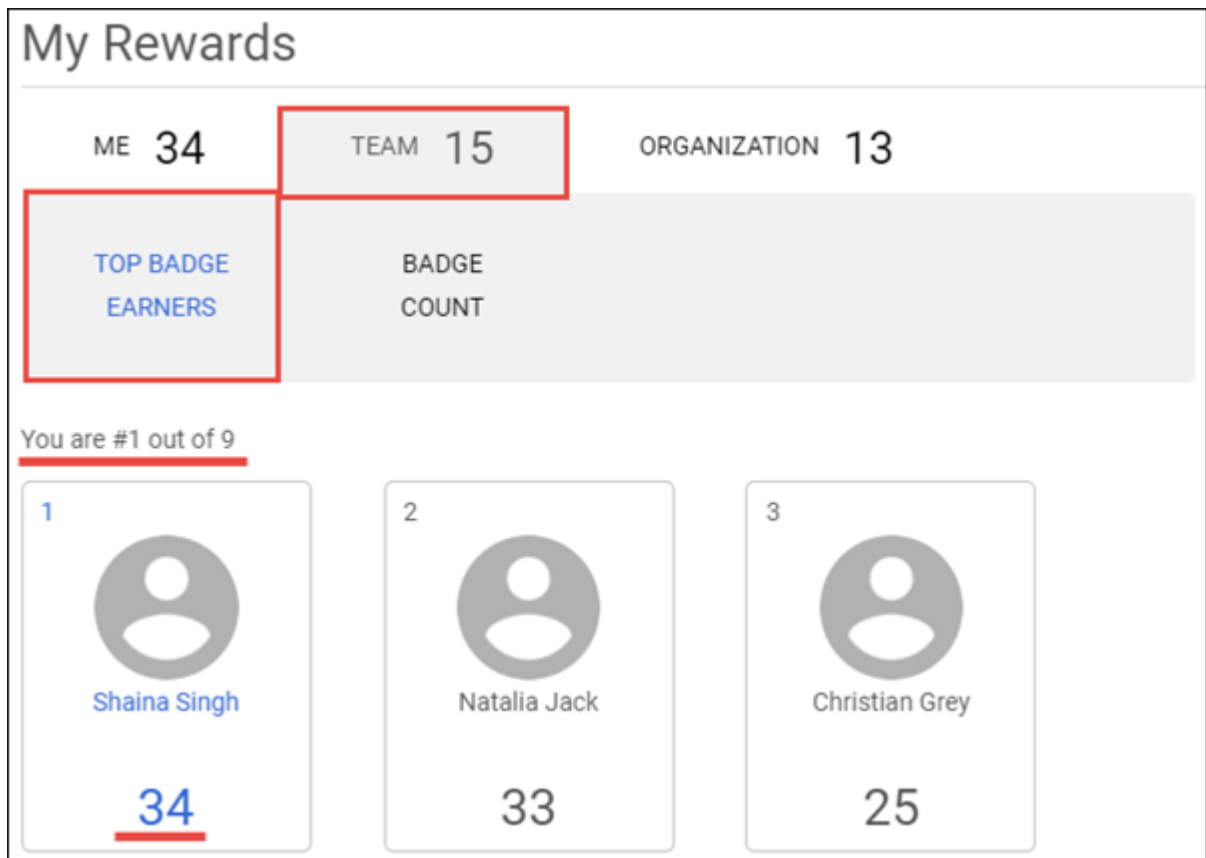 My Rewards
ME 34 TEAM 15 ORGANIZATION 13
TOP BADGE
EARNERS
BADGE
COUNT
You are #1 out of 9
1
Shaina Singh
34
2
Natalia Jack
33
3
Christian Grey
25